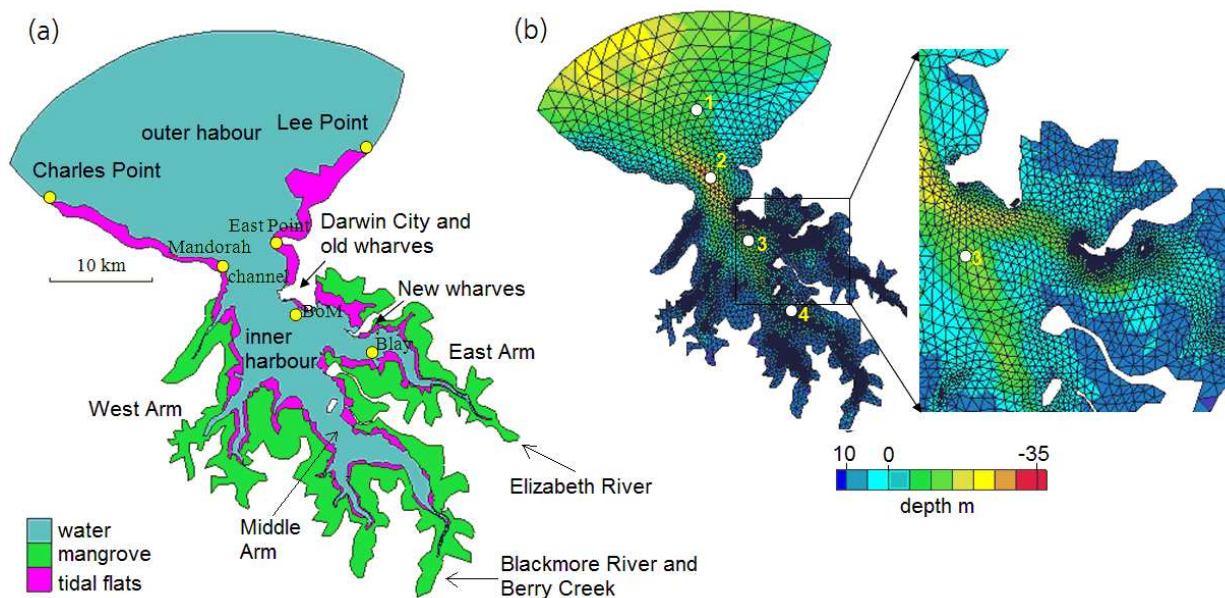 (a)
outer habour
Lee Point
Charles Point
East Point
Darwin City and
old wharves
Mandorah
10 km
channel
New wharves
BoM
inner
harbour
Blay
East Arm
West Arm
Elizabeth River
water
mangrove
tidal flats
Middle
Arm
Blackmore River and
Berry Creek
(b)
1
2
3
4
3
10 0 -35
depth m